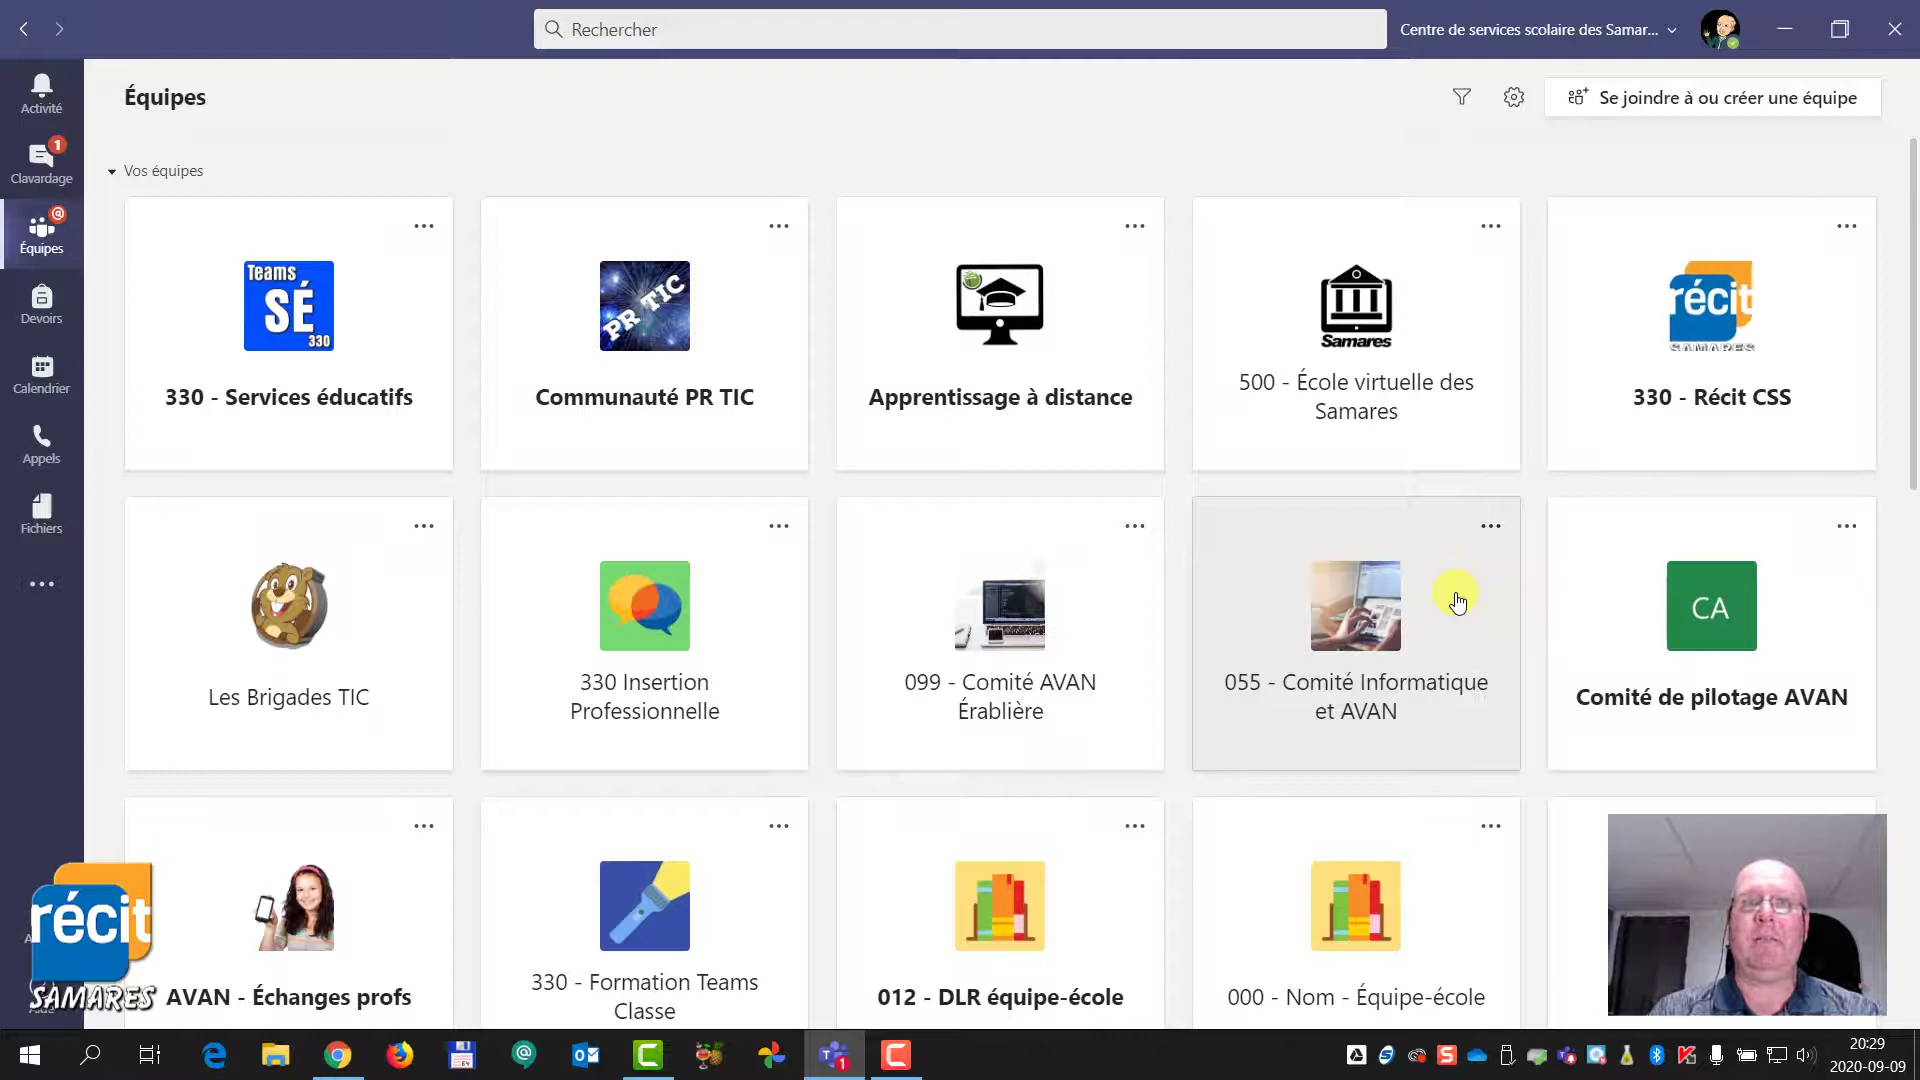 Rechercher
Centre de services scolaire des Samar...
Activité
Équipes
Se joindre à ou créer une équipe
1
Clavardage
Vos équipes
@
Équipes
Teams
SÉ
330
PR TIC
Samares
récit
SAMARES
Devoirs
330 - Services éducatifs
Communauté PR TIC
Apprentissage à distance
500 - École virtuelle des
Samares
330 - Récit CSS
Calendrier
Appels
Fichiers
CA
Les Brigades TIC
330 Insertion
Professionnelle
099 - Comité AVAN
Érablière
055 - Comité Informatique
et AVAN
Comité de pilotage AVAN
récit
SAMARES
AVAN - Échanges profs
330 - Formation Teams
Classe
012 - DLR équipe-école
000 - Nom - Équipe-école
20:29
2020-09-09